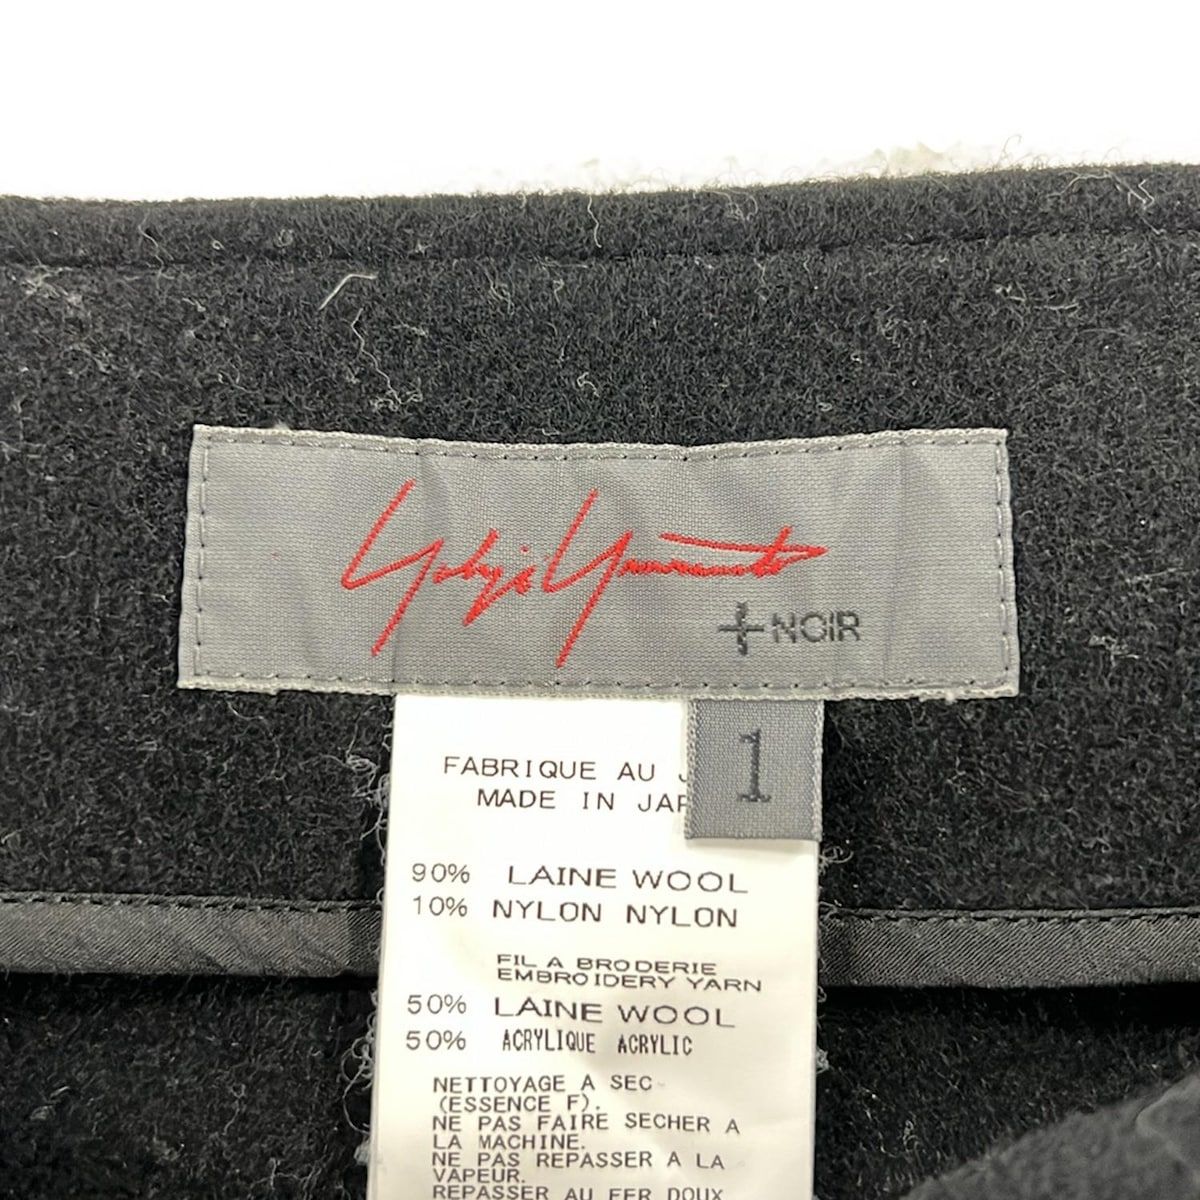 Yohji Yamamoto
+NOIR
1
FABRIQUE AU
MADE IN
90% LAINE WOOL
10% NYLON NYLON
FIL A BRODERIE
EMBROIDERY YARN
50% LAINE WOOL
50% ACRYLIQUE ACRYLIC
NETTOYAGE A SEC
(ESSENCE F).
NE PAS FAIRE SECHER A
LA MACHINE.
NE PAS REPASSER A LA
VAPEUR.
REPASSER AU FER DOUX